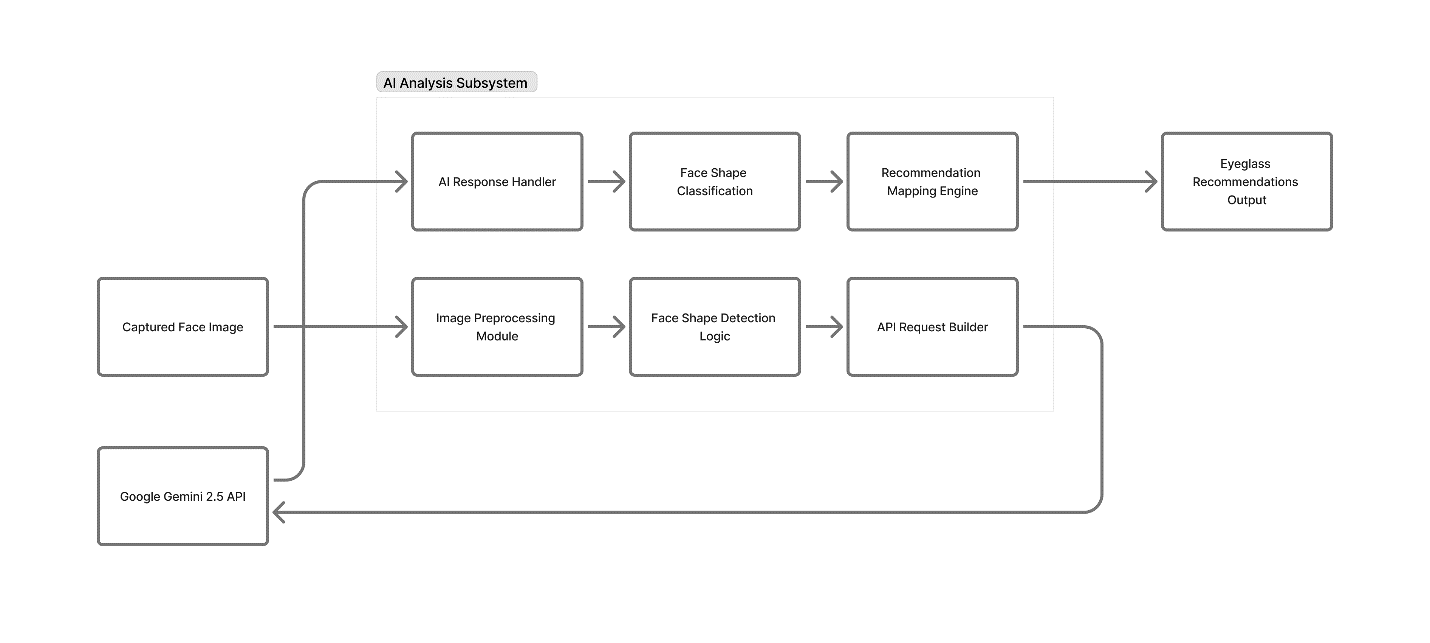 AI Analysis Subsystem
AI Response Handler
Face Shape
Classification
Recommendation
Mapping Engine
Eyeglass
Recommendations
Output
Captured Face Image
Image Preprocessing
Module
Face Shape Detection
Logic
API Request Builder
Google Gemini 2.5 API